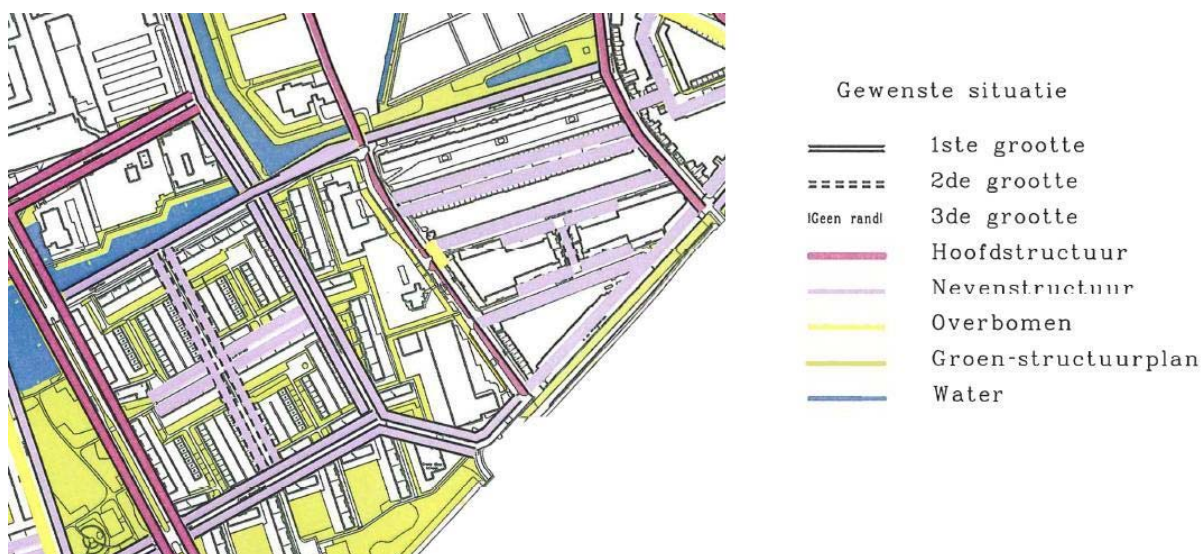 Gewenste situatie
1ste grootte
2de grootte
|Geen rand| 3de grootte
Hoofdstructuur
Nevenstructuur
Overbomen
Groen-structuurplan
Water